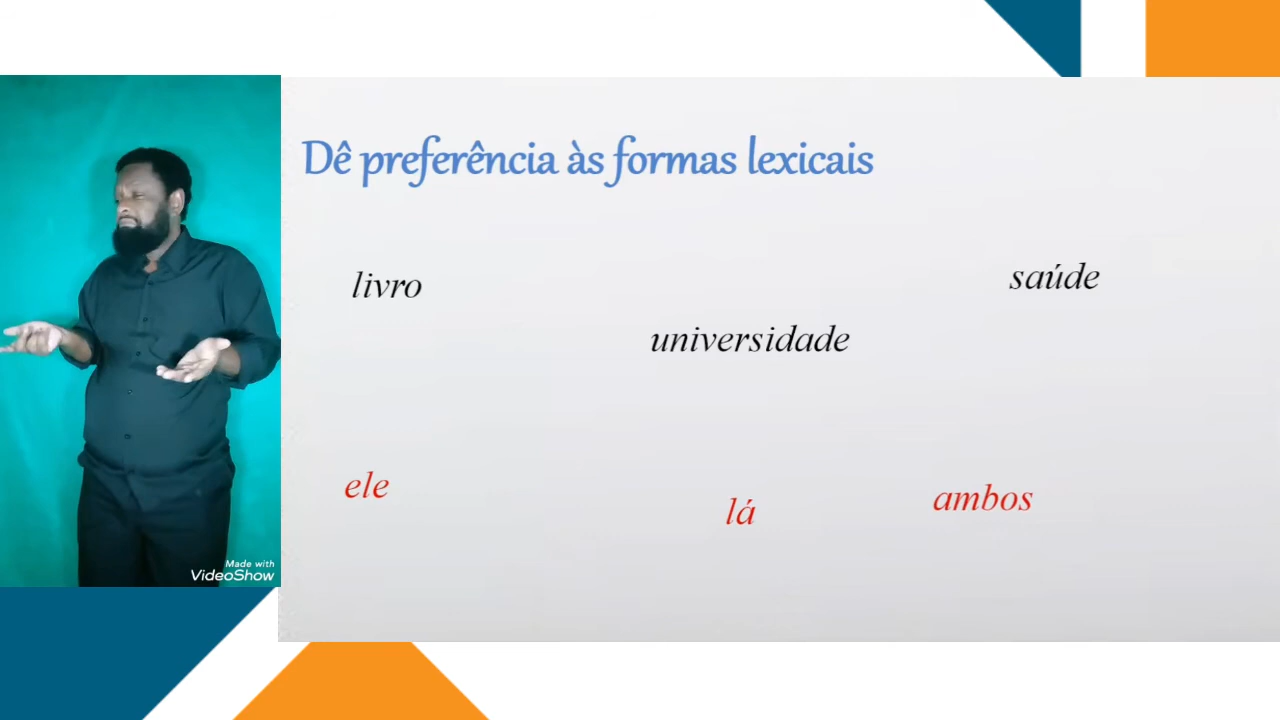 Dê preferência às formas lexicais
livro
saúde
universidade
ele
lá
ambos
Made with
VideoShow